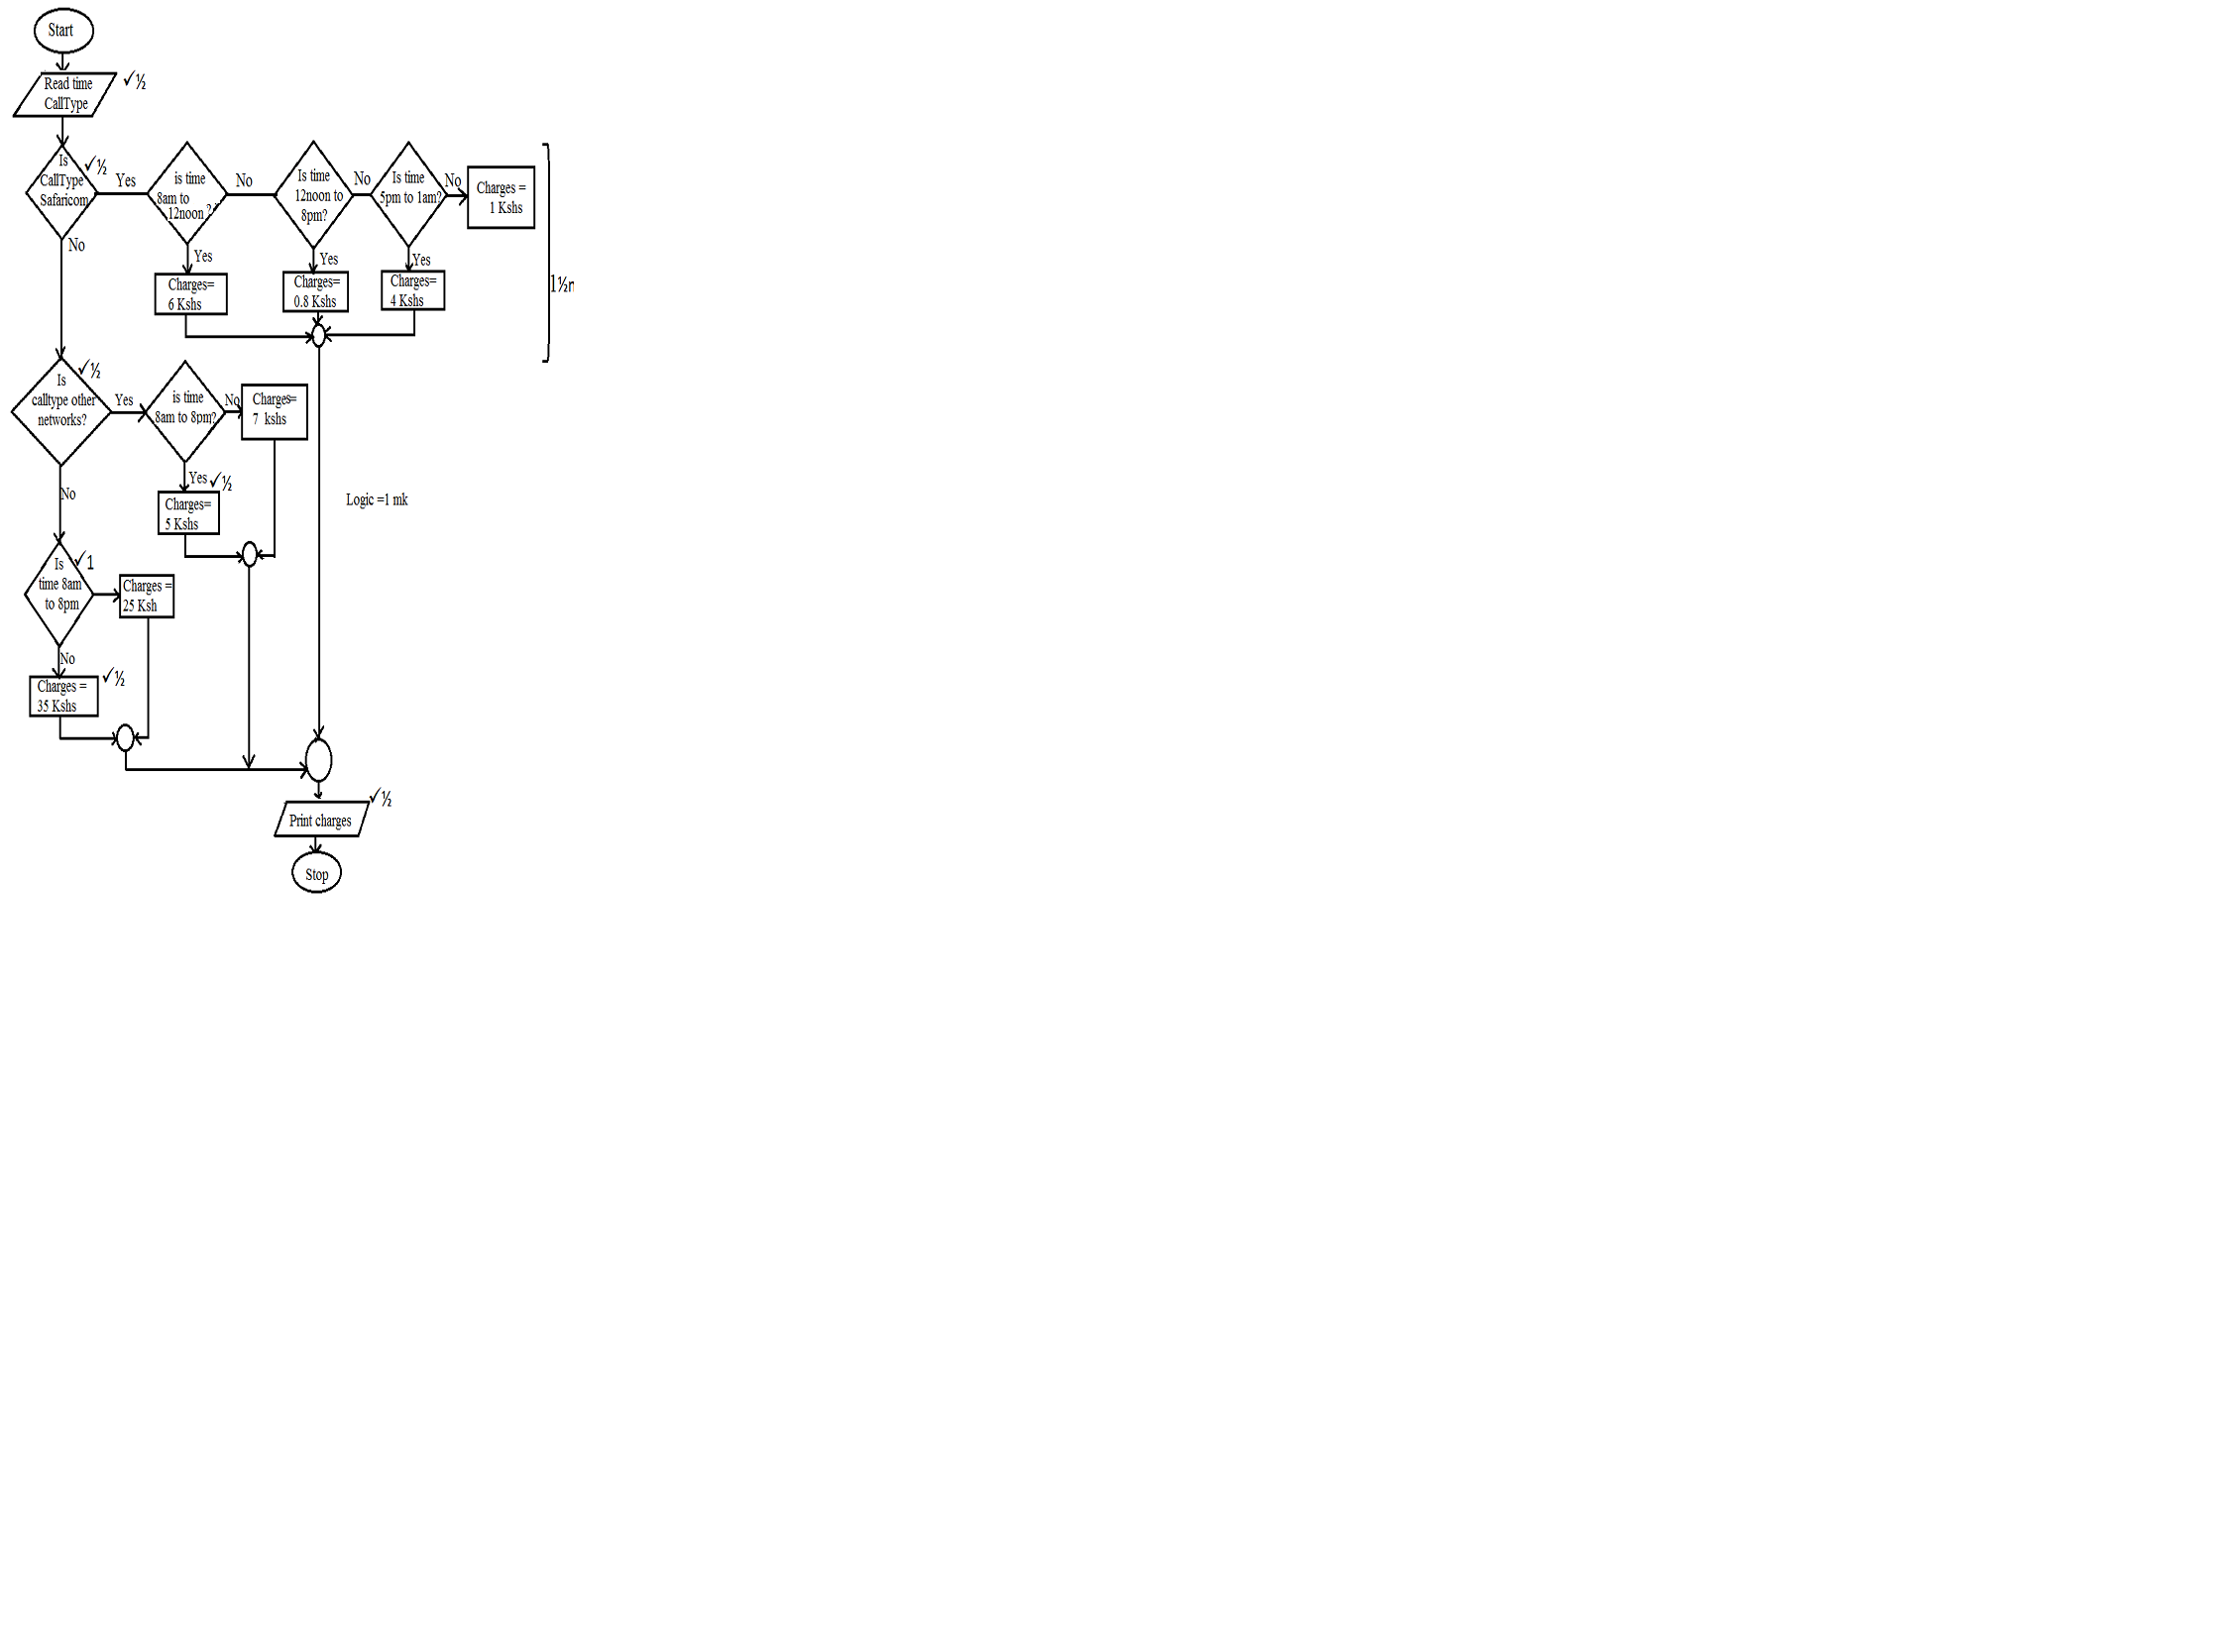 Start
Read time
CallType
✓½
Is
CallType
Safaricom
✓½
Yes
is time
8am to
12noon ?
No
Is time
12noon to
8pm?
No
Is time
5pm to 1am?
No
Charges =
1 Kshs
No
Yes
Yes
Yes
Charges=
6 Kshs
Charges=
0.8 Kshs
Charges=
4 Kshs
1½
Is
calltype other
networks?
✓½
Yes
is time
8am to 8pm?
No
Charges=
7 kshs
Yes ✓½
Charges=
5 Kshs
No
Logic =1 mk
Is
time 8am
to 8pm
✓1
Charges =
25 Ksh
No
Charges =
35 Kshs
✓½
Print charges
✓½
Stop